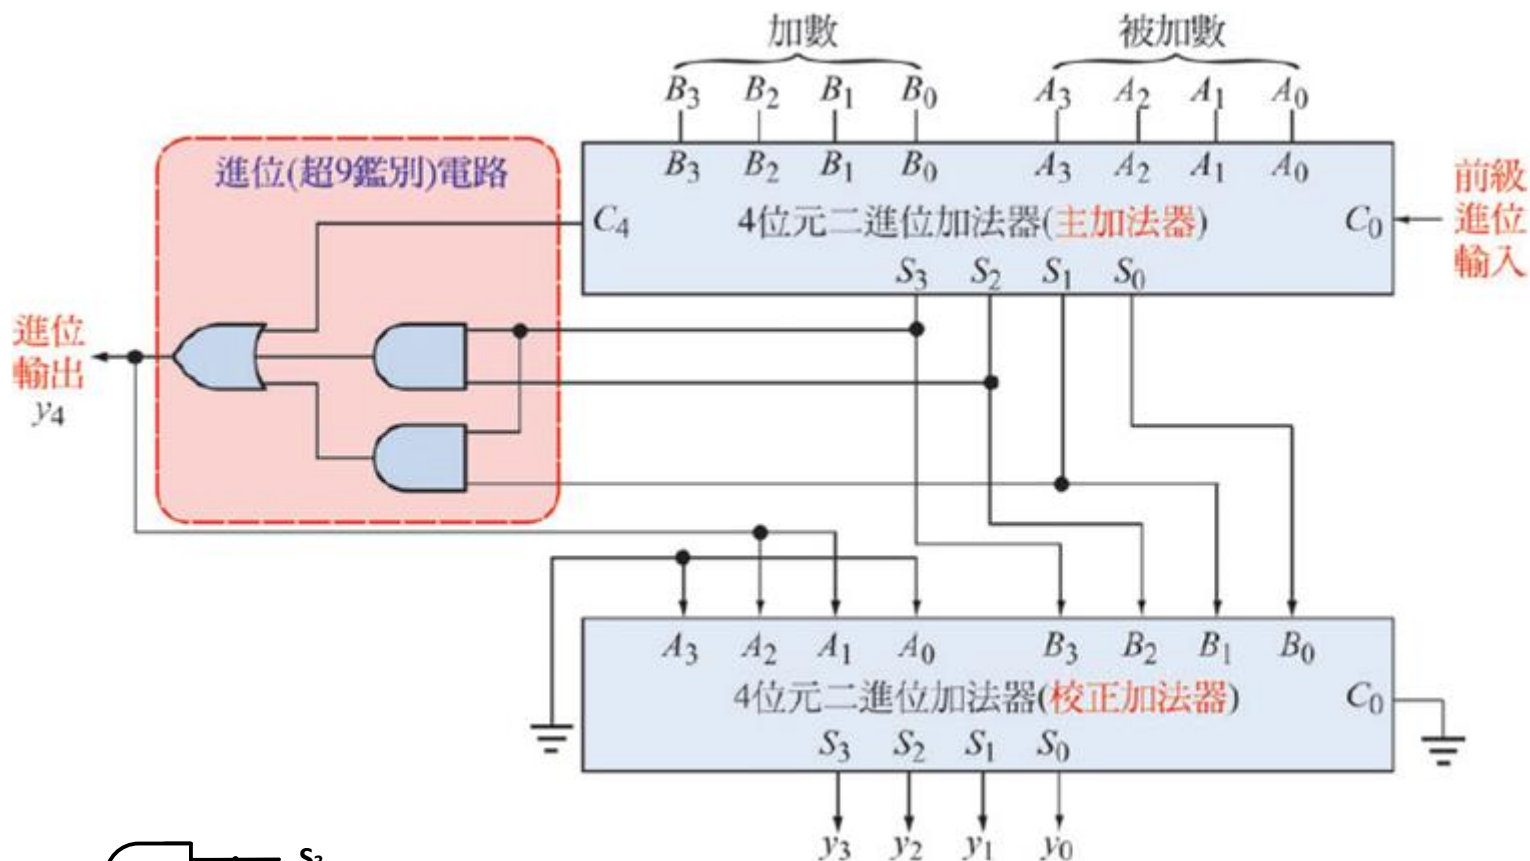 加數 被加數
B3 B2 B1 B0 A3 A2 A1 A0
進位(超9鑑別)電路
B3 B2 B1 B0 A3 A2 A1 A0
C4 4位元二進位加法器(主加法器) C0
前級
進位
輸入
S3 S2 S1 S0
進位
輸出
y4
A3 A2 A1 A0 B3 B2 B1 B0
4位元二進位加法器(校正加法器) C0
S3 S2 S1 S0
y3 y2 y1 y0